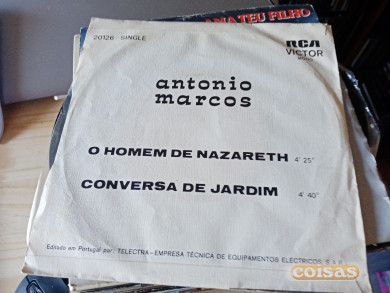 AMA TEU FILHO
20126 - SINGLE
RCA
VICTOR
antonio
marcos
O HOMEM DE NAZARETH 4' 25"
CONVERSA DE JARDIM 4' 40"
Editado em Portugal por: TELECTRA - EMPRESA TÉCNICA DE EQUIPAMENTOS ELÉCTRICOS
coisas